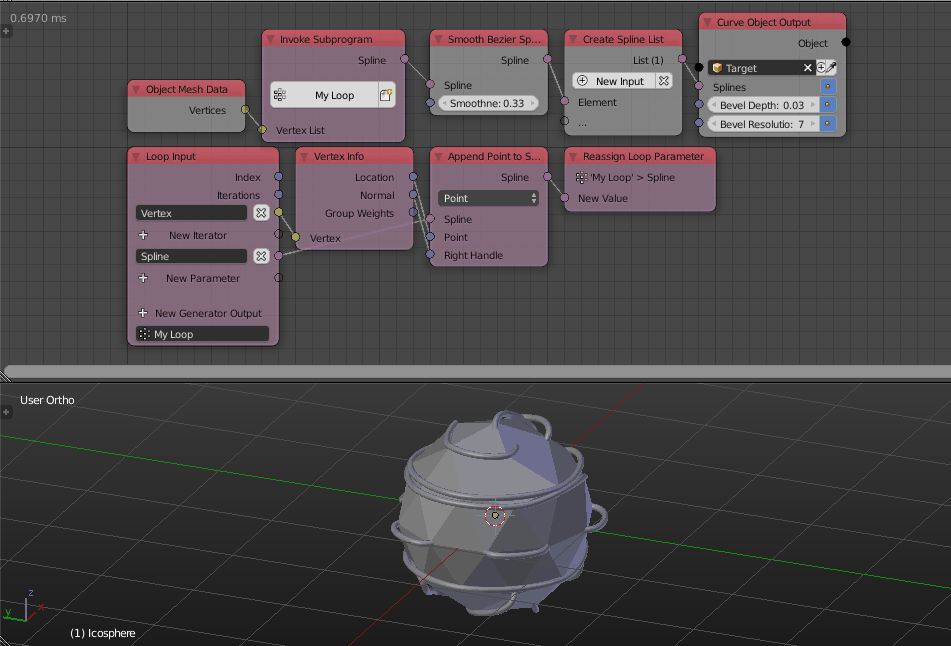 0.6970 ms
Curve Object Output
Object
Target
Splines
Bevel Depth: 0.03
Bevel Resolutio: 7
Invoke Subprogram
Spline
My Loop
Vertex List
Smooth Bezier Sp...
Spline
Spline
Smoothne: 0.33
Create Spline List
List (1)
New Input
Element
...
Object Mesh Data
Vertices
Loop Input
Index
Iterations
Vertex
New Iterator
Spline
New Parameter
New Generator Output
My Loop
Vertex Info
Location
Normal
Group Weights
Vertex
Append Point to S...
Spline
Point
Spline
Point
Right Handle
Reassign Loop Parameter
'My Loop' > Spline
New Value
User Ortho
z
y
x
(1) Icosphere